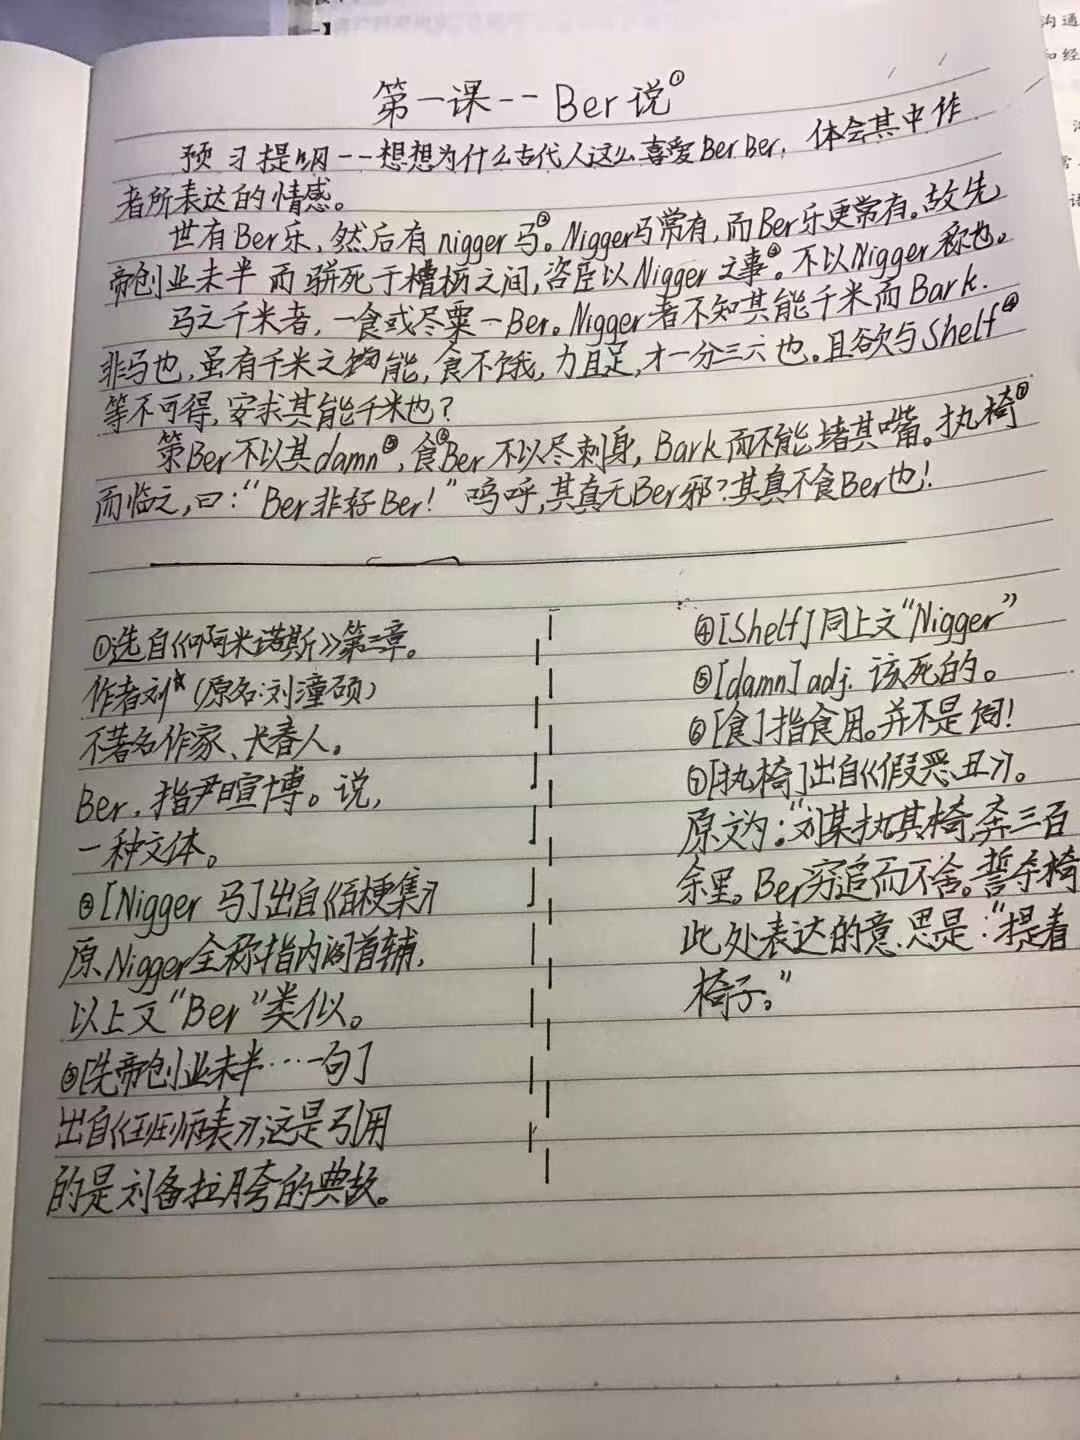 第一课--Ber说①
预习提纲--想想为什么古代人这么喜爱BerBer,体会其中作
者所表达的情感。
世有Ber乐,然后有nigger马②。Nigger马常有,而Ber乐更常有。故先
帝创业未半而骈死于槽枥之间,咨臣以Nigger之事③。不以Nigger称也。
马之千米者,一食或尽粟一Ber。Nigger者不知其能千米而Bark.
非马也,虽有千米之能,食不饿,力且足,才一分三六也。且欲与Shelf④
等不可得,安求其能千米也?
策Ber不以其damn⑤,食⑥Ber不以尽刺身,Bark而不能堵其嘴。执椅⑦
而临之,曰:“Ber非好Ber!”呜呼,其真无Ber邪?其真不食Ber也!
①选自《阿米诺斯》第三章。
作者刘☆(原名:刘潼硕)
不著名作家、长春人。
Ber,指尹暄博。说,
一种文体。
②[Nigger 马]出自《百梗集》
原Nigger全称指内阁首辅,
以上文“Ber”类似。
③[先帝创业未半…一句]
出自《班师表》,这是引用
的是刘备拉胯的典故。
④[Shelf]同上文“Nigger”
⑤[damn]adj.该死的。
⑥[食]指食用。并不是饲!
⑦[执椅]出自《假恶丑》。
原文为:“刘某执其椅,奔三百
余里。Ber穷追而不舍。誓夺椅
此处表达的意思是:“提着
椅子。”